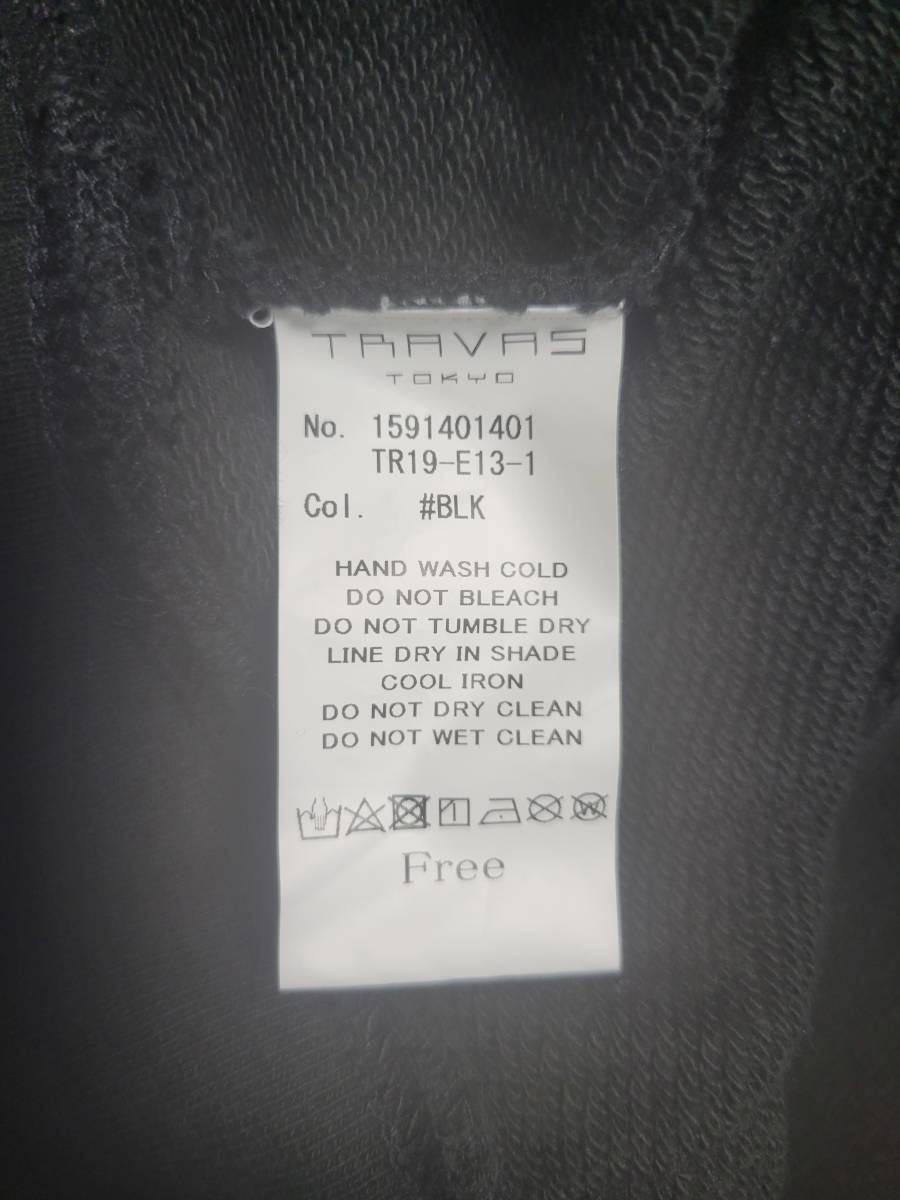 TRAVAS
TOKYO
No. 1591401401
TR19-E13-1
Col. #BLK
HAND WASH COLD
DO NOT BLEACH
DO NOT TUMBLE DRY
LINE DRY IN SHADE
COOL IRON
DO NOT DRY CLEAN
DO NOT WET CLEAN
W
Free